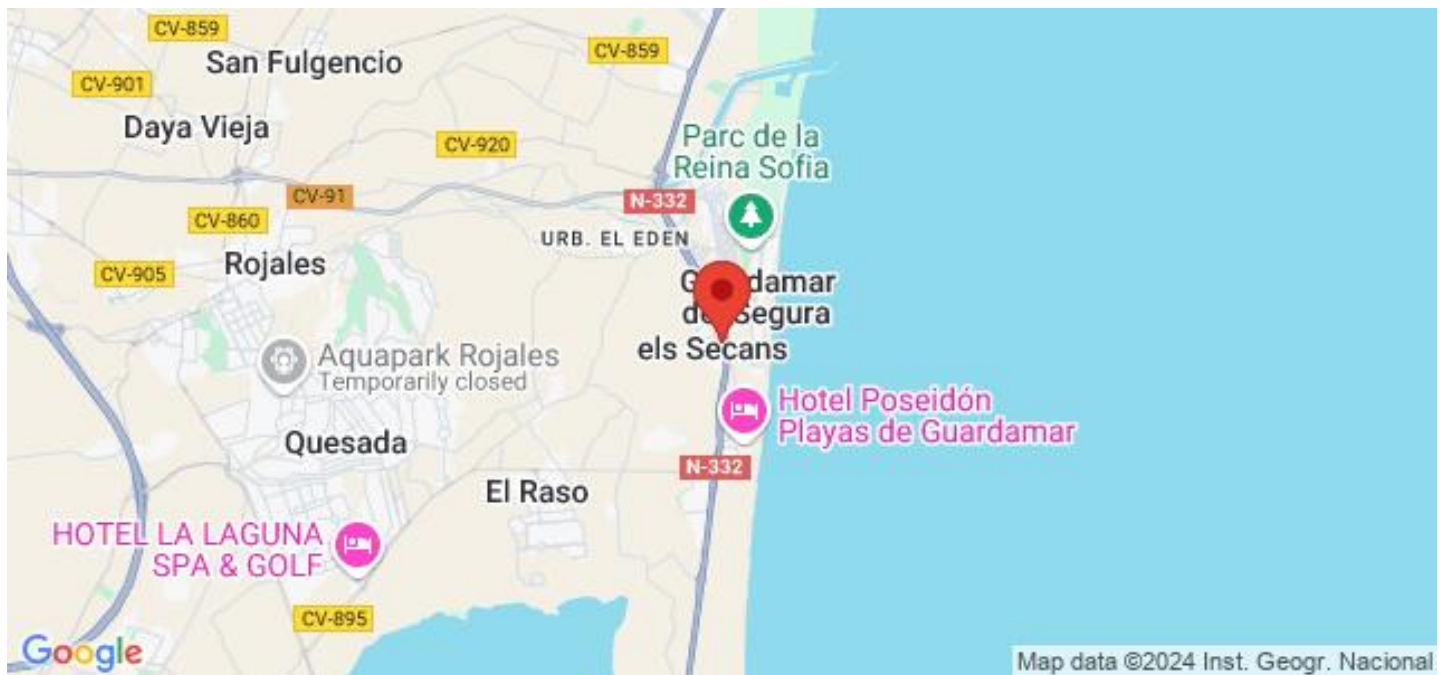 CV-859
San Fulgencio
CV-859
CV-901
Daya Vieja
CV-920
Parc de la
Reina Sofia
CV-91
N-332
CV-860
URB. EL EDEN
Rojales
CV-905
Guardamar
del Segura
els Secans
Aquapark Rojales
Temporarily closed
Hotel Poseidón
Playas de Guardamar
Quesada
N-332
El Raso
HOTEL LA LAGUNA
SPA & GOLF
CV-895
Google
Map data ©2024 Inst. Geogr. Nacional